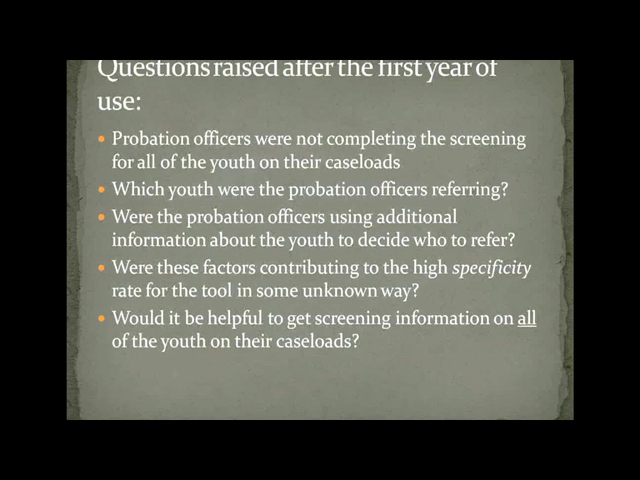 Questions raised after the first year of
use:
• Probation officers were not completing the screening
for all of the youth on their caseloads
• Which youth were the probation officers referring?
• Were the probation officers using additional
information about the youth to decide who to refer?
• Were these factors contributing to the high specificity
rate for the tool in some unknown way?
• Would it be helpful to get screening information on all
of the youth on their caseloads?